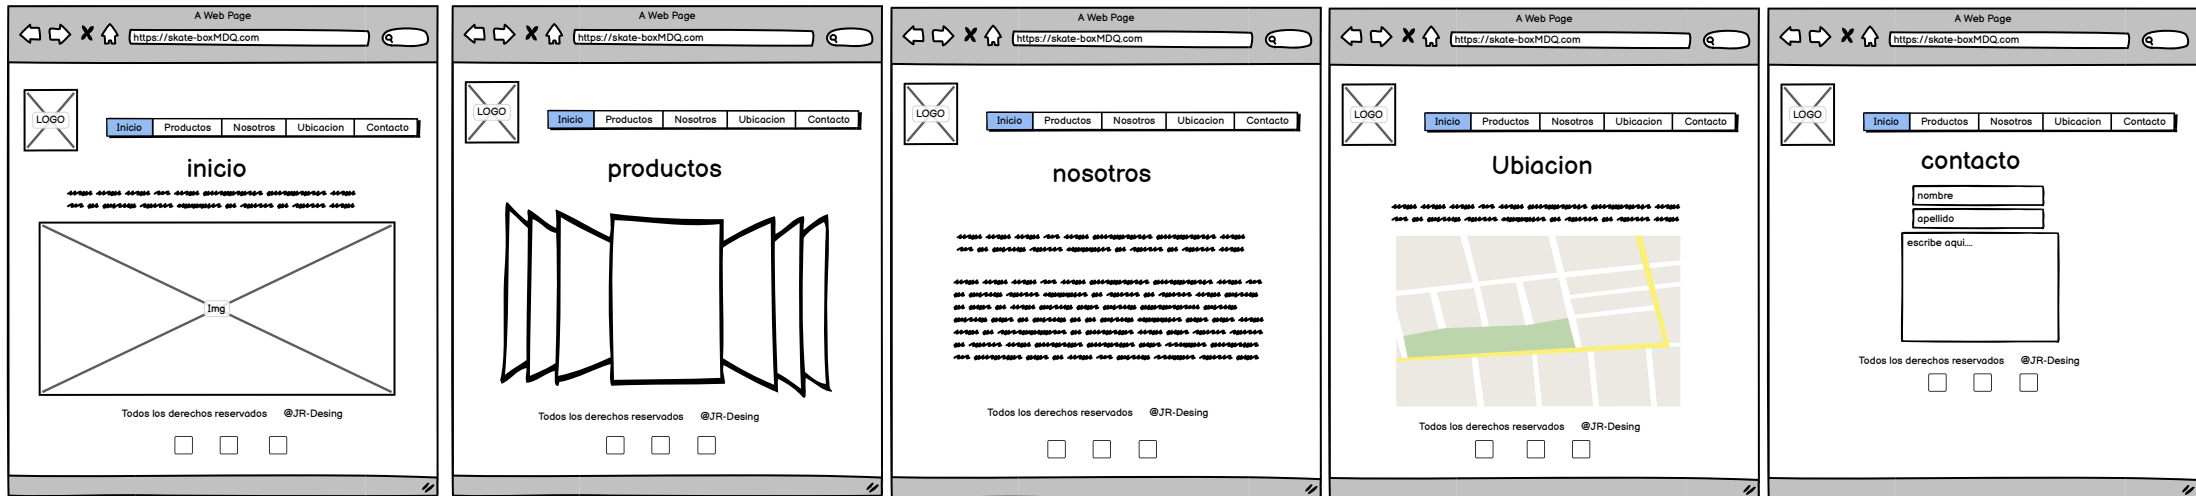 A Web Page
https://skate-boxMDQ.com
LOGO
Inicio Productos Nosotros Ubicacion Contacto
inicio
Img
Todos los derechos reservados @JR-Desing
A Web Page
https://skate-boxMDQ.com
LOGO
Inicio Productos Nosotros Ubicacion Contacto
productos
Todos los derechos reservados @JR-Desing
A Web Page
https://skate-boxMDQ.com
LOGO
Inicio Productos Nosotros Ubicacion Contacto
nosotros
Todos los derechos reservados @JR-Desing
A Web Page
https://skate-boxMDQ.com
LOGO
Inicio Productos Nosotros Ubicacion Contacto
Ubiacion
Todos los derechos reservados @JR-Desing
A Web Page
https://skate-boxMDQ.com
LOGO
Inicio Productos Nosotros Ubicacion Contacto
contacto
nombre
apellido
escribe aqui....
Todos los derechos reservados @JR-Desing